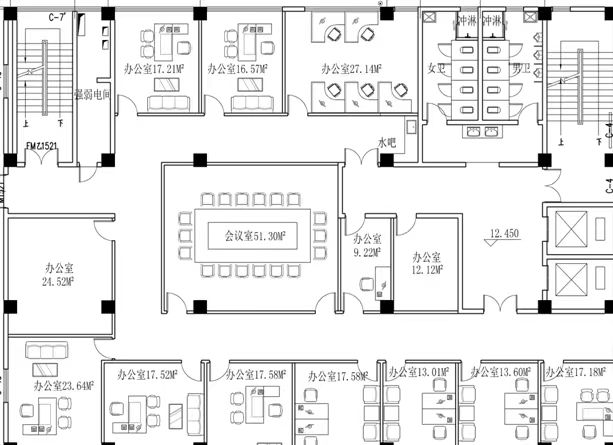 C-7
冲淋
冲淋
办公室17.21M²
办公室16.57M²
办公室27.14M²
女卫
男卫
强弱电间
上
下
上
下
FM乙1521
水吧
C-4
C-4
会议室51.30M²
办公室
9.22M²
办公室
12.12M²
12.450
办公室
24.52M²
办公室23.64M²
办公室17.52M²
办公室17.58M²
办公室17.58M²
办公室13.01M²
办公室13.60M²
办公室17.18M²